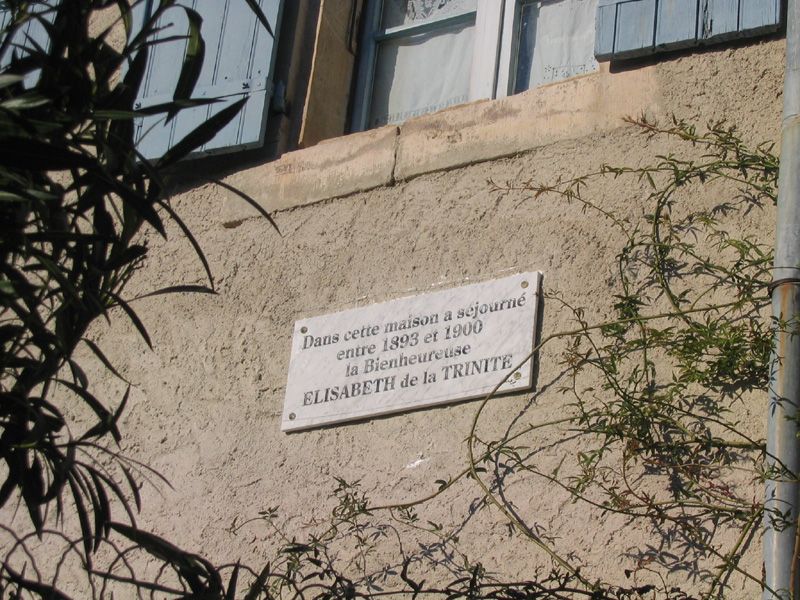 Dans cette maison a séjourné
entre 1893 et 1900
la Bienheureuse
ELISABETH de la TRINITE